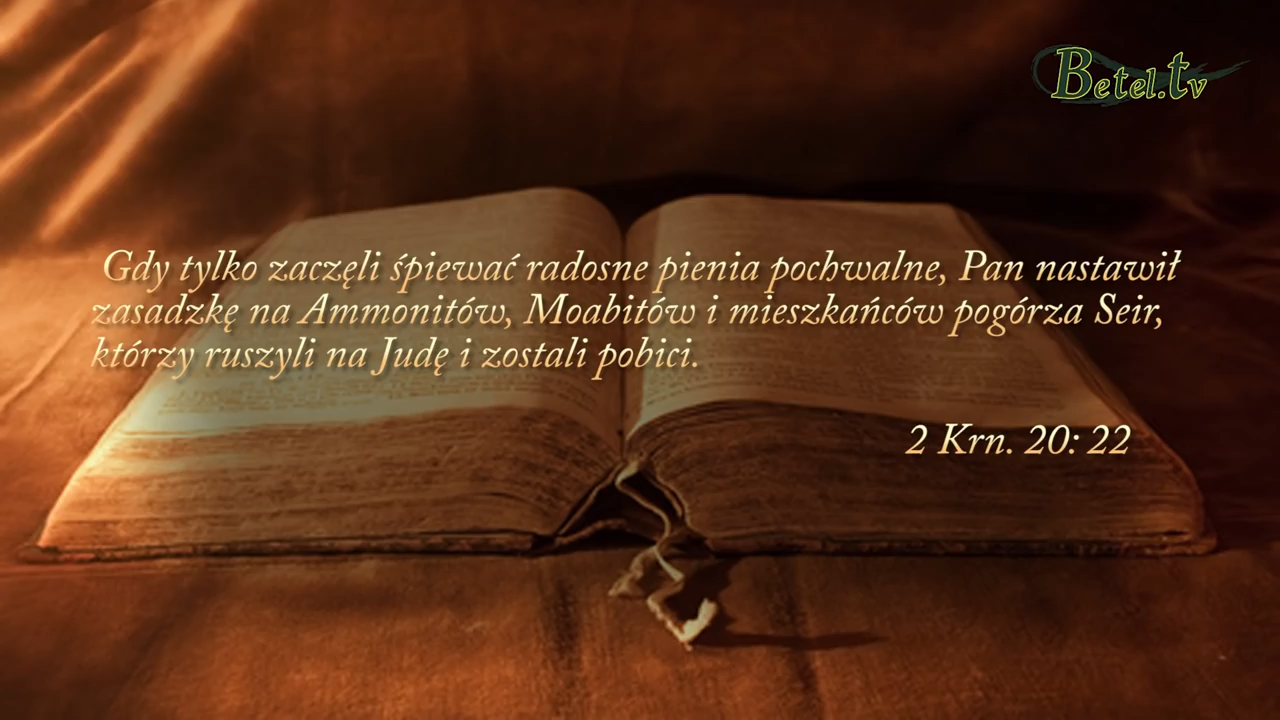 Betel.tv
Gdy tylko zaczęli śpiewać radosne pienia pochwalne, Pan nastawił
zasadzkę na Ammonitów, Moabitów i mieszkańców pogórza Seir,
którzy ruszyli na Judę i zostali pobici.
2 Krn. 20: 22